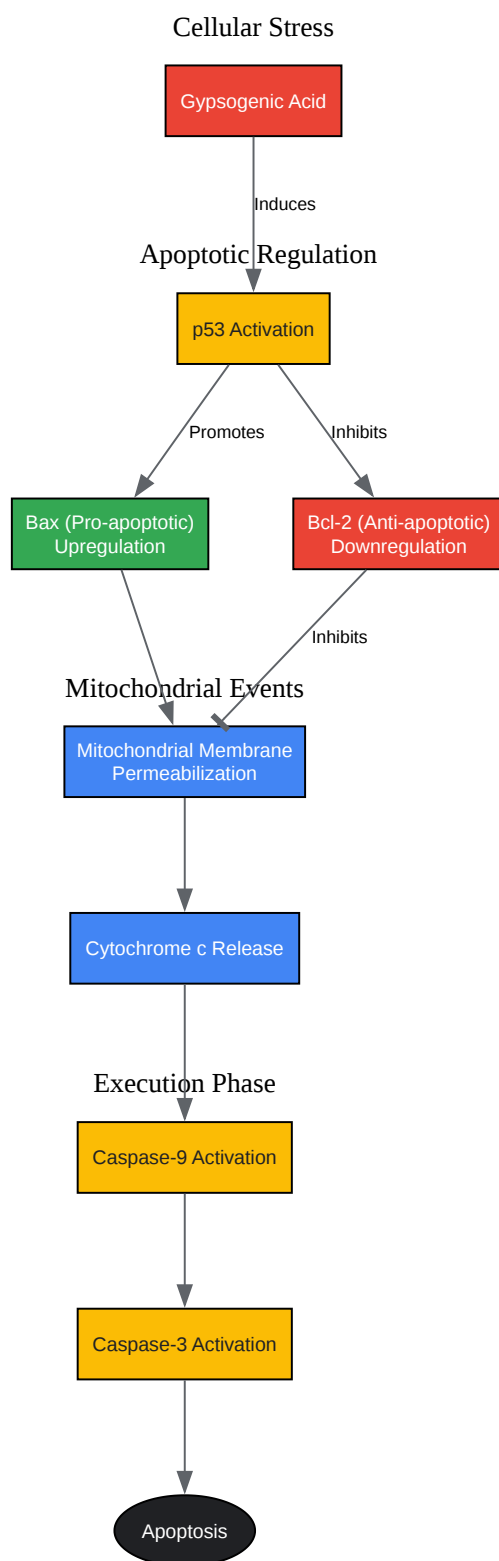 Cellular Stress
Gypsogenic Acid
Induces
Apoptotic Regulation
p53 Activation
Promotes
Inhibits
Bax (Pro-apoptotic)
Upregulation
Bcl-2 (Anti-apoptotic)
Downregulation
Inhibits
Mitochondrial Events
Mitochondrial Membrane
Permeabilization
Cytochrome c Release
Execution Phase
Caspase-9 Activation
Caspase-3 Activation
Apoptosis